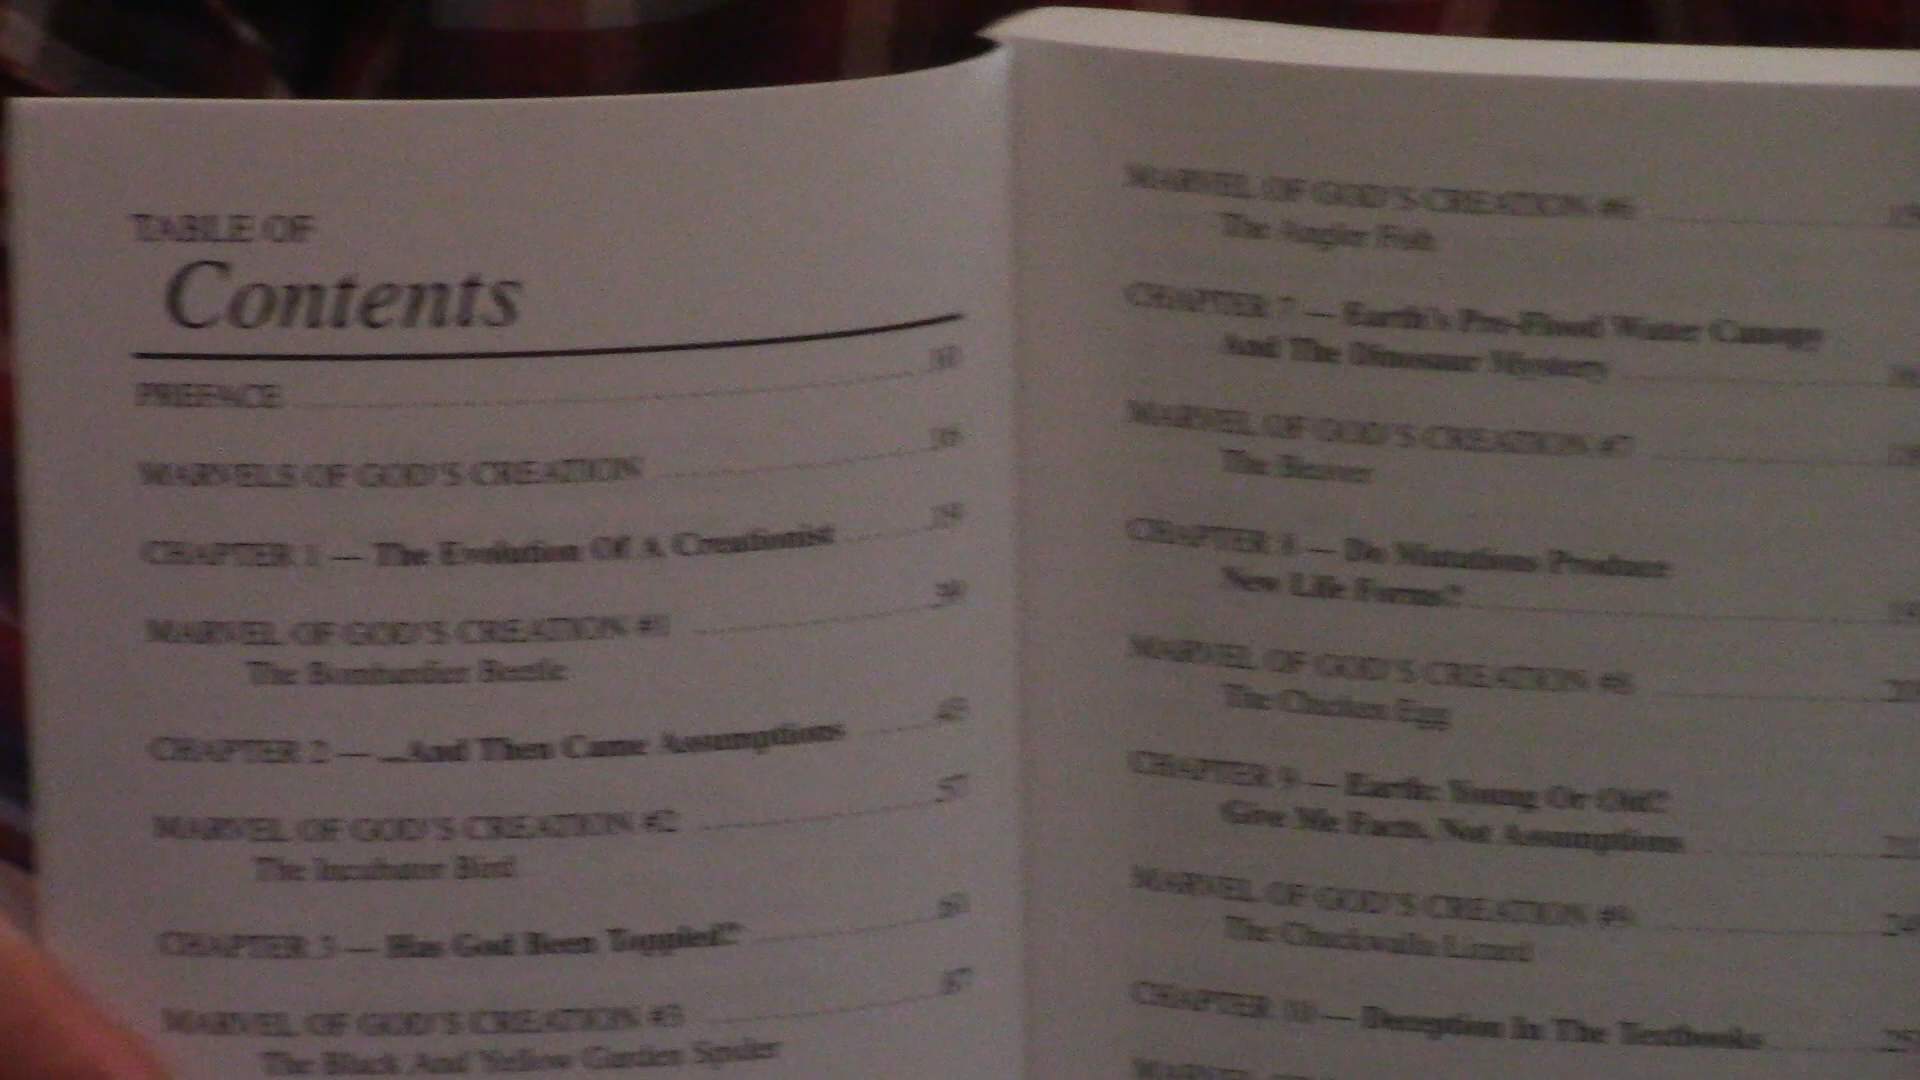 TABLE OF
Contents
PREFACE
MARVELS OF GOD'S CREATION 16
CHAPTER 1 — The Evolution Of A Creationist 19
MARVEL OF GOD'S CREATION #1 39
The Bombardier Beetle
CHAPTER 2 — ...And Then Came Assumptions 45
MARVEL OF GOD'S CREATION #2 57
The Incubator Bird
CHAPTER 3 — Has God Been Toppled?
MARVEL OF GOD'S CREATION #3 87
The Black And Yellow Garden Spider
MARVEL OF GOD'S CREATION #6
The Angler Fish
CHAPTER 7 — Earth's Pre-Flood Water Canopy
And The Dinosaur Mystery
MARVEL OF GOD'S CREATION #7
The Beaver
CHAPTER 8 — Do Mutations Produce
New Life Forms?
MARVEL OF GOD'S CREATION #8
The Chicken Egg
CHAPTER 9 — Earth: Young Or Old?
Give Me Facts, Not Assumptions
MARVEL OF GOD'S CREATION #9
The Chuckwalla Lizard
CHAPTER 10 — Deception In The Textbooks